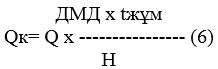 ДМД х tжұм
Qк= Q х ----------------- (6)
Н